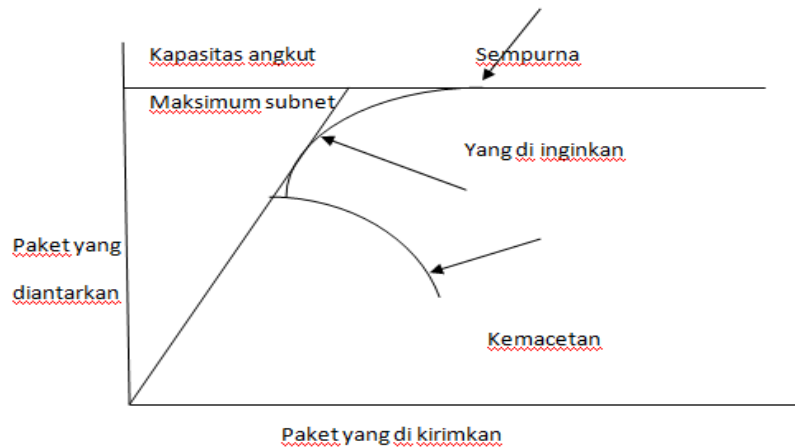 Kapasitas angkut
Sempurna
Maksimum subnet
Yang di inginkan
Paket yang
diantarkan
Kemacetan
Paket yang di kirimkan